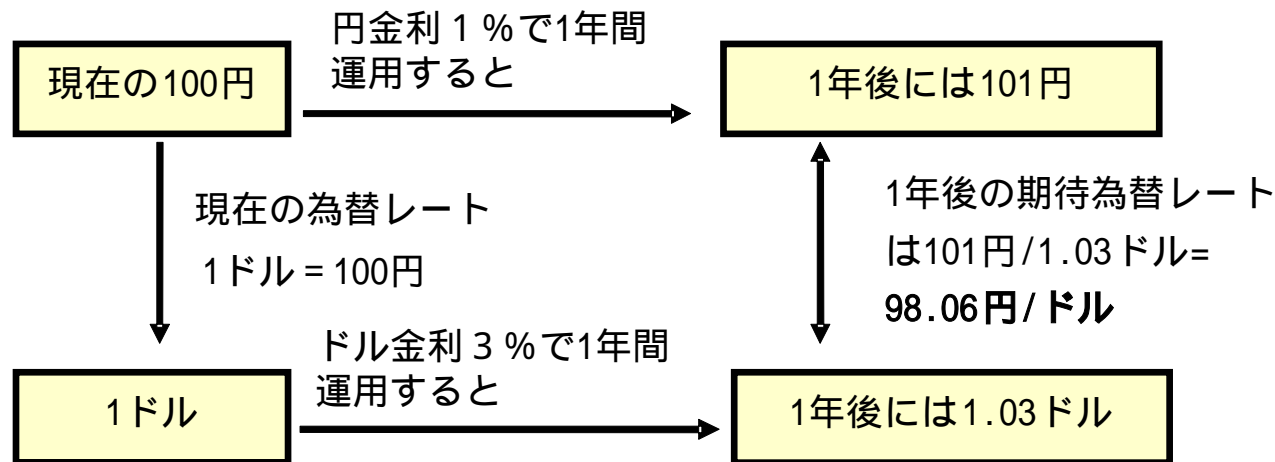 円金利１％で1年間
運用すると
現在の100円
1年後には101円
現在の為替レート
1ドル＝100円
1年後の期待為替レート
は101円/1.03ドル=
98.06円/ドル
ドル金利３％で1年間
運用すると
1ドル
1年後には1.03ドル